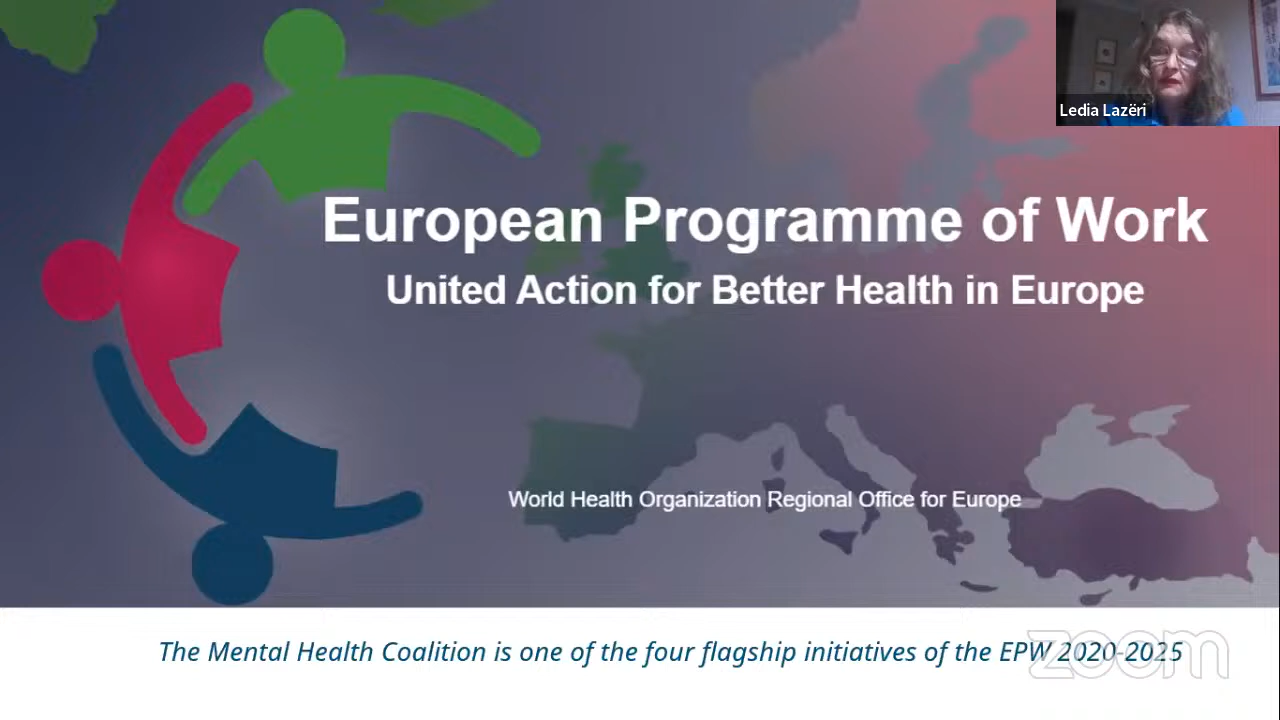 Ledia Lazëri
European Programme of Work
United Action for Better Health in Europe
World Health Organization Regional Office for Europe
The Mental Health Coalition is one of the four flagship initiatives of the EPW 2020-2025
zoom